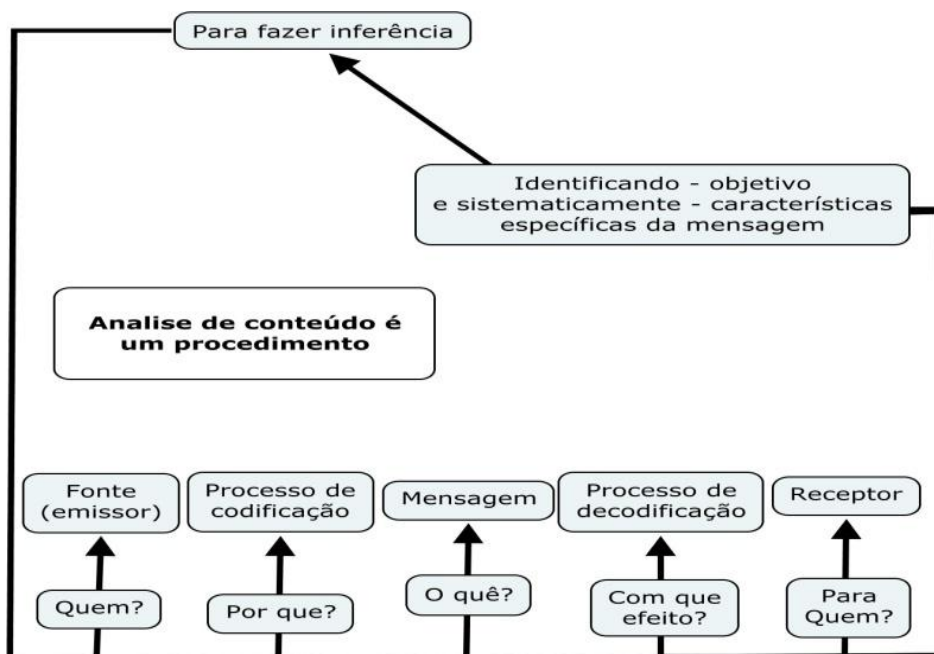 Para fazer inferência
Identificando - objetivo
e sistematicamente - características
específicas da mensagem
Analise de conteúdo é
um procedimento
Fonte
(emissor)
Processo de
codificação
Mensagem
Processo de
decodificação
Receptor
Quem?
Por que?
O quê?
Com que
efeito?
Para
Quem?